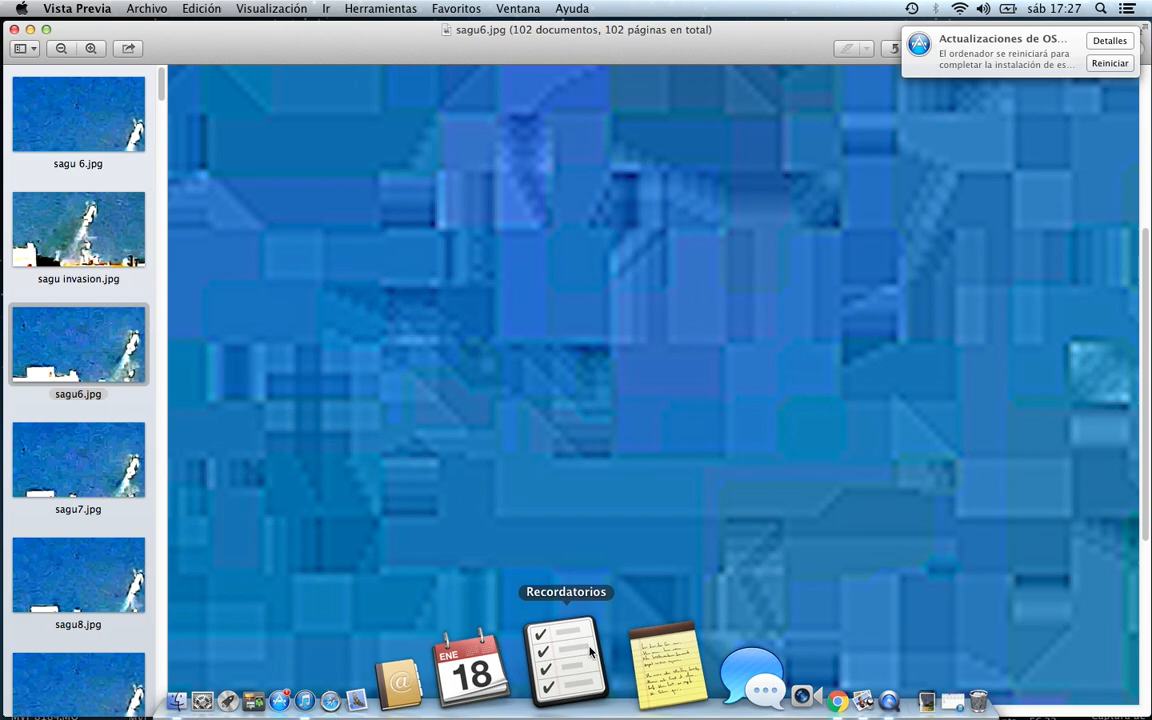 Vista Previa Archivo Edición Visualización Ir Herramientas Favoritos Ventana Ayuda sáb 17:27
sagu6.jpg (102 documentos, 102 páginas en total)
Actualizaciones de OS...
El ordenador se reiniciará para
completar la instalación de es...
Detalles
Reiniciar
sagu 6.jpg
sagu invasion.jpg
sagu6.jpg
sagu7.jpg
sagu8.jpg
Recordatorios
ENE
18